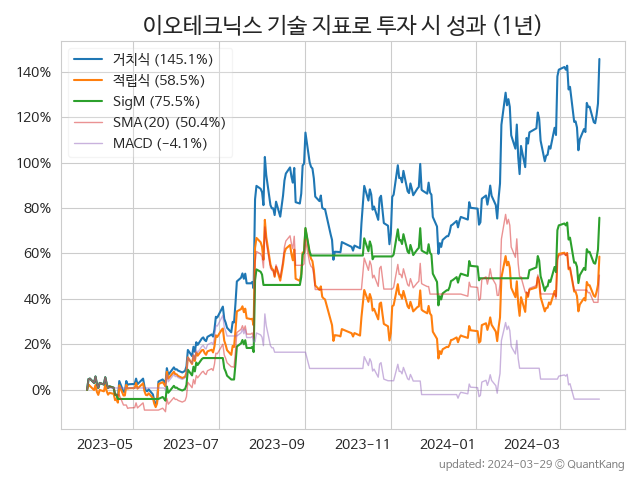 이오테크닉스 기술 지표로 투자 시 성과 (1년)
거치식 (145.1%)
적립식 (58.5%)
SigM (75.5%)
SMA(20) (50.4%)
MACD (−4.1%)
140%
120%
100%
80%
60%
40%
20%
0%
2023-05 2023-07 2023-09 2023-11 2024-01 2024-03
updated: 2024-03-29 © QuantKang